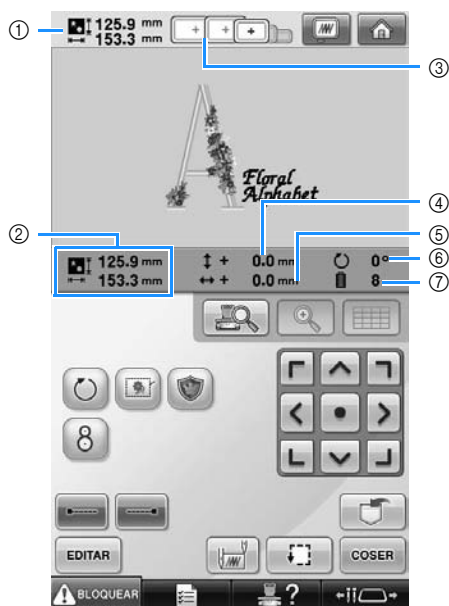 ① 125.9 mm
153.3 mm
③
Floral
Alphabet
② ④
⑤
125.9 mm + 0.0 mm 0° ⑥
153.3 mm + 0.0 mm 8 ⑦
8
EDITAR COSER
BLOQUEAR ?